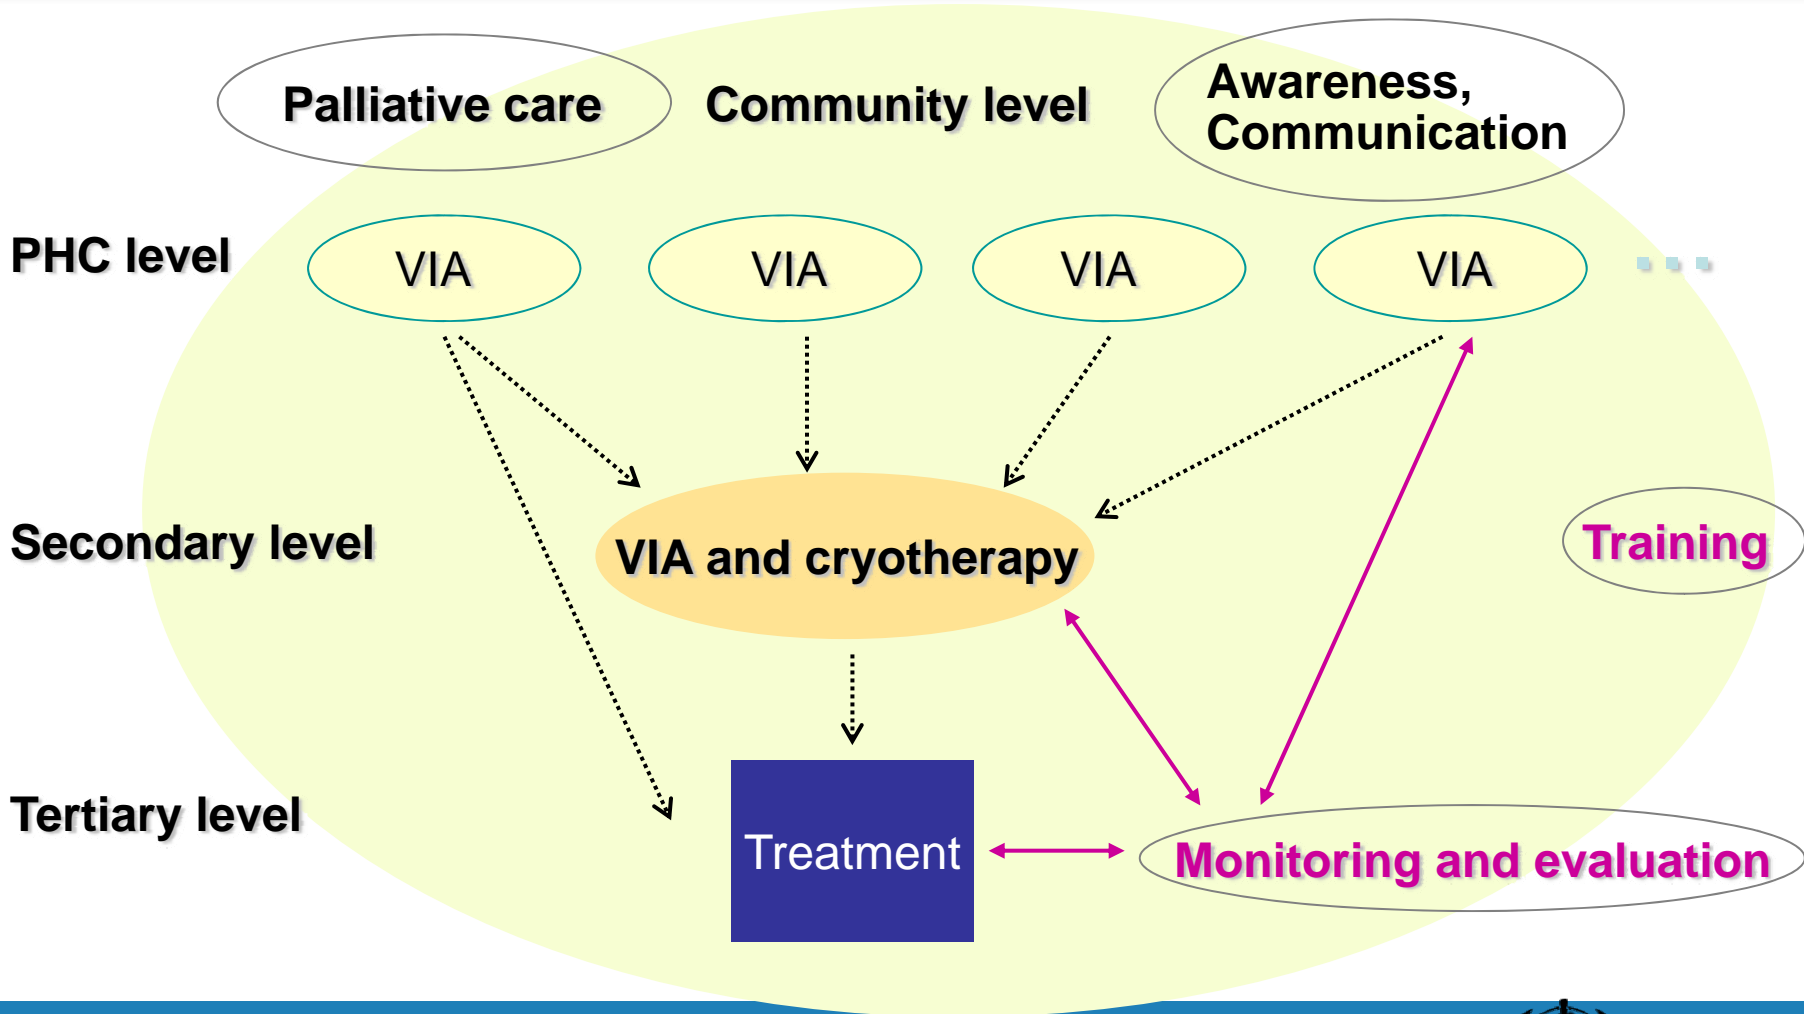 Palliative care
Community level
Awareness,
Communication
PHC level
VIA
VIA
VIA
VIA
...
Secondary level
VIA and cryotherapy
Training
Tertiary level
Treatment
Monitoring and evaluation